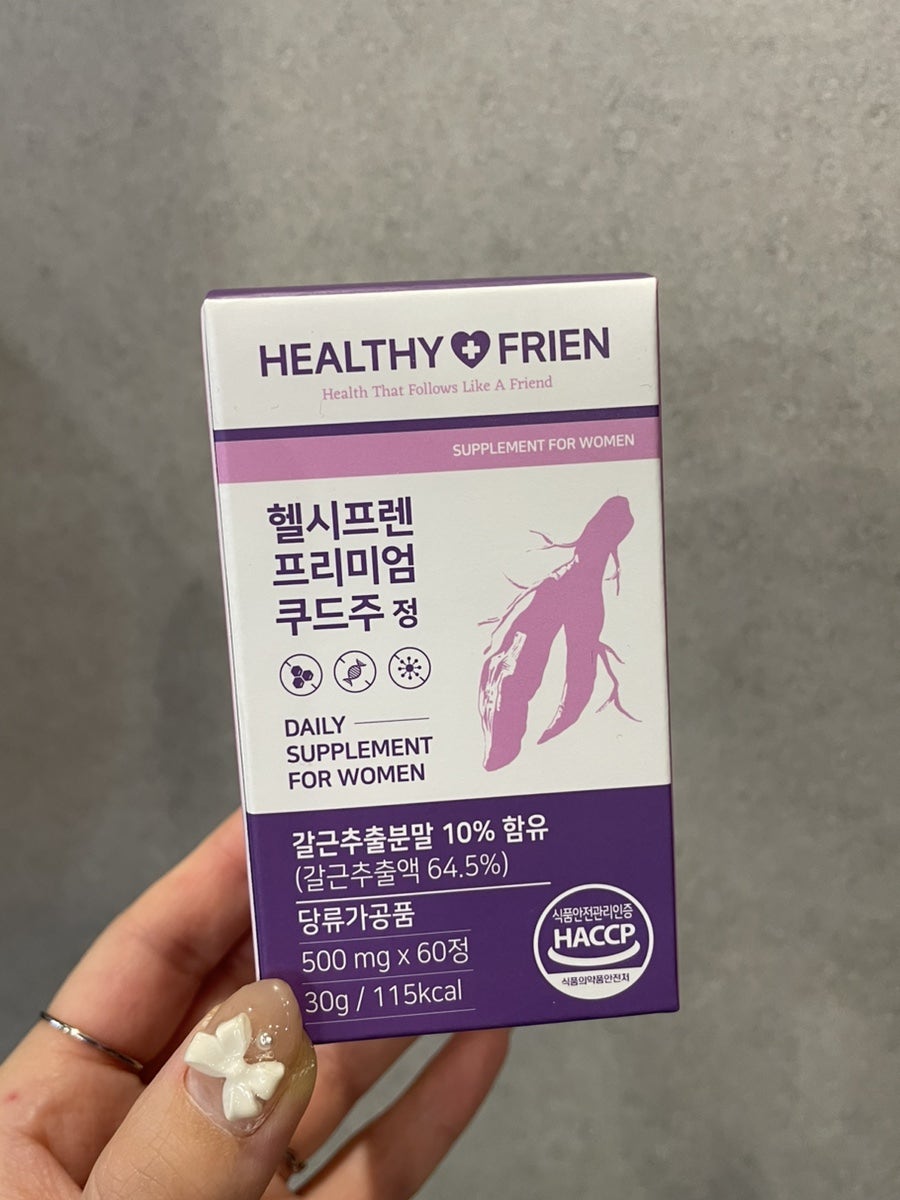 HEALTHY FRIEN
Health That Follows Like A Friend
SUPPLEMENT FOR WOMEN
헬시프렌
프리미엄
쿠드주 정
DAILY
SUPPLEMENT
FOR WOMEN
갈근추출분말 10% 함유
(갈근추출액 64.5%)
당류가공품
500 mg x 60정
30g / 115kcal
식품안전관리인증
HACCP
식품의약품안전처